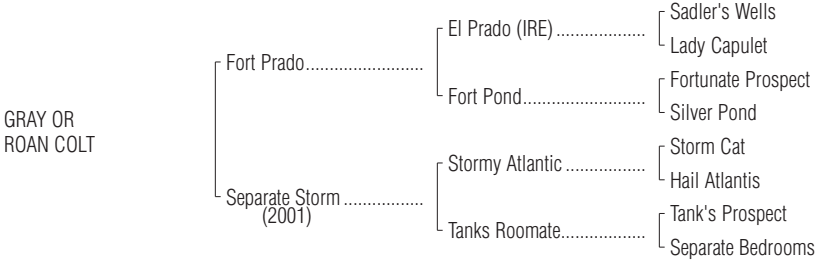 Sadler's Wells
El Prado (IRE) ...................
Lady Capulet
Fort Prado.........................
Fortunate Prospect
Fort Pond..........................
Silver Pond
GRAY OR
ROAN COLT
Storm Cat
Stormy Atlantic .................
Hail Atlantis
Separate Storm .................
(2001)
Tank's Prospect
Tanks Roomate..................
Separate Bedrooms